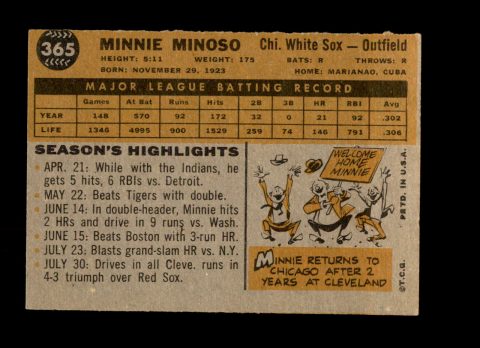 365
MINNIE MINOSO
Chi. White Sox — Outfield
HEIGHT: 5:11 WEIGHT: 175 BATS: R THROWS: R
BORN: NOVEMBER 29, 1923 HOME: MARIANAO, CUBA
MAJOR LEAGUE BATTING RECORD
Games At Bat Runs Hits 2B 3B HR RBI Avg
YEAR 148 570 92 172 32 0 21 92 .302
LIFE 1346 4995 900 1529 259 74 146 791 .306
SEASON'S HIGHLIGHTS
• APR. 21: While with the Indians, he
gets 5 hits, 6 RBIs vs. Detroit.
• MAY 22: Beats Tigers with double.
• JUNE 14: In double-header, Minnie hits
2 HRs and drive in 9 runs vs. Wash.
• JUNE 15: Beats Boston with 3-run HR.
• JULY 23: Blasts grand-slam HR vs. N.Y.
• JULY 30: Drives in all Cleve. runs in
4-3 triumph over Red Sox.
WELCOME
HOME
MINNIE
MINNIE RETURNS TO
CHICAGO AFTER 2
YEARS AT CLEVELAND
©T.C.G. PRTD. IN U.S.A.